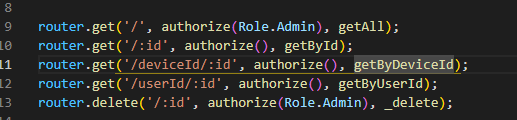 8
9 router.get('/', authorize(Role.Admin), getAll);
10 router.get('/:id', authorize(), getById);
11 router.get('/deviceId/:id', authorize(), getByDeviceId);
12 router.get('/userId/:id', authorize(), getByUserId);
13 router.delete('/:id', authorize(Role.Admin), _delete);